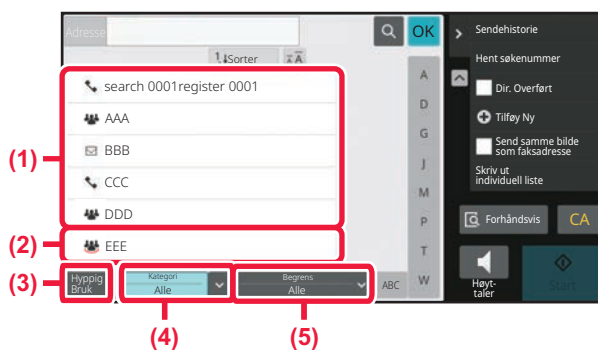 Adresse
OK
Sorter
search 0001register 0001
AAA
BBB
CCC
DDD
EEE
(1)
(2)
(3)
Hyppig
Bruk
Kategori
Alle
Begrens
Alle
ABC
(4)
(5)
A
D
G
J
M
P
T
W
Sendehistorie
Hent søkenummer
Dir. Overført
Tilføy Ny
Send samme bilde
som faksadresse
Skriv ut
individuell liste
Forhåndsvis
CA
Høyt-
taler
Start